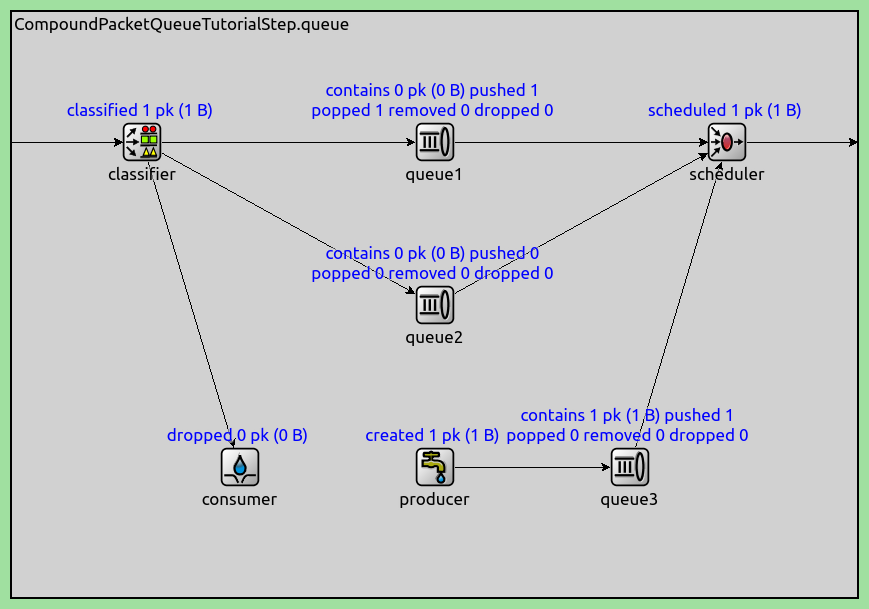 CompoundPacketQueueTutorialStep.queue
contains 0 pk (0 B) pushed 1
popped 1 removed 0 dropped 0
classified 1 pk (1 B)
scheduled 1 pk (1 B)
classifier
queue1
scheduler
contains 0 pk (0 B) pushed 0
popped 0 removed 0 dropped 0
queue2
contains 1 pk (1 B) pushed 1
popped 0 removed 0 dropped 0
dropped 0 pk (0 B)
created 1 pk (1 B)
consumer
producer
queue3